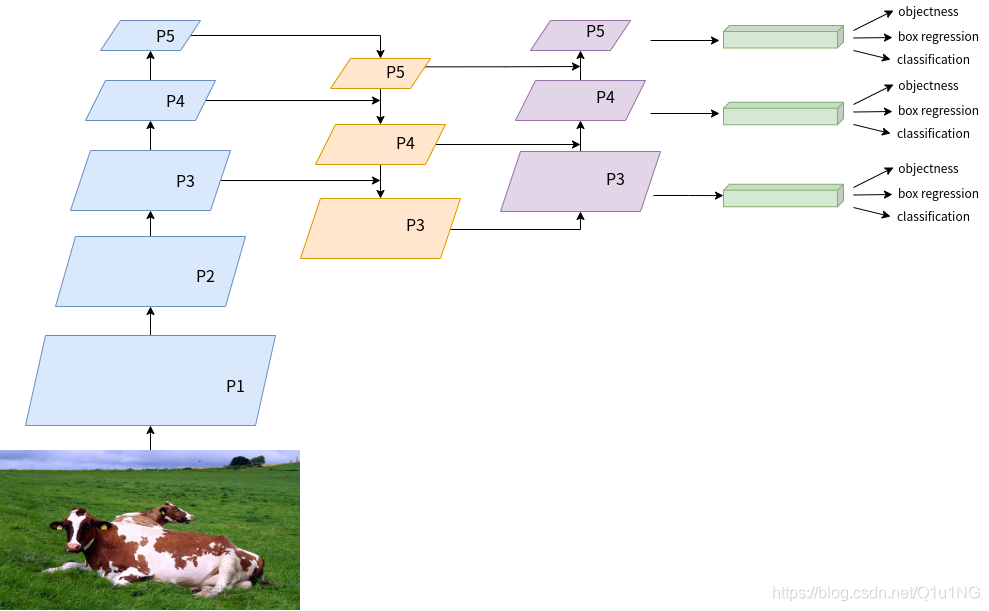 P5
P4
P3
P2
P1
P5
P4
P3
P5
P4
P3
objectness
box regression
classification
objectness
box regression
classification
objectness
box regression
classification
https://blog.csdn.net/Q1u1NG